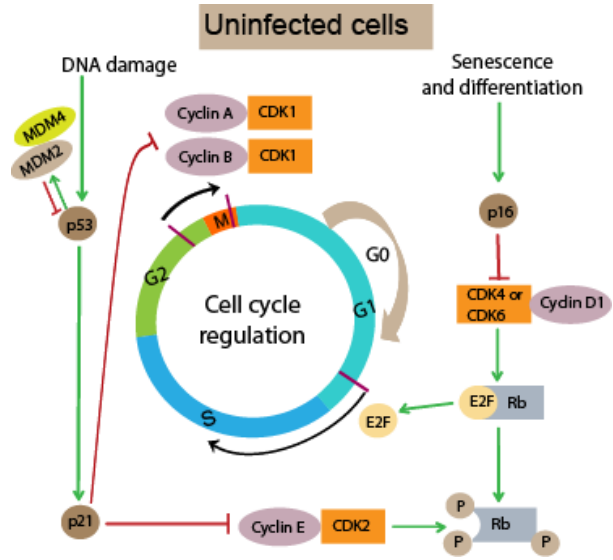 Uninfected cells
DNA damage
Senescence
and differentiation
Cyclin A
CDK1
Cyclin B
CDK1
MDM4
MDM2
p53
p16
M
G2
G0
G1
S
Cell cycle
regulation
CDK4 or
CDK6
Cyclin D1
E2F
Rb
E2F
p21
Cyclin E
CDK2
P
P
Rb
P